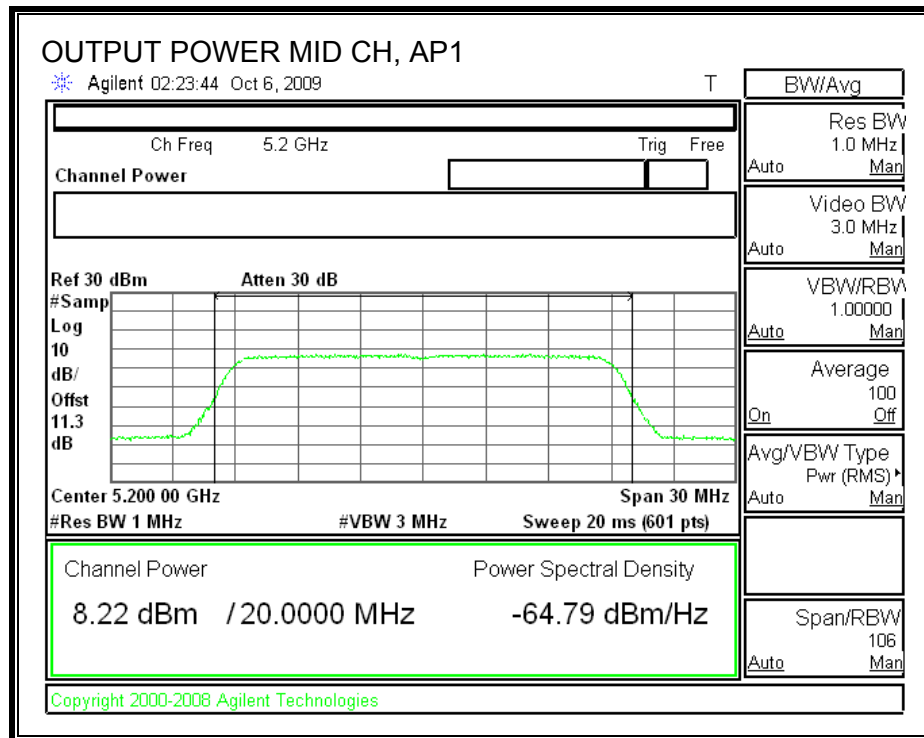 OUTPUT POWER MID CH, AP1
Agilent 02:23:44 Oct 6, 2009 T
Ch Freq 5.2 GHz Trig Free
Channel Power
Ref 30 dBm Atten 30 dB
#Samp
Log
10
dB/
Offst
11.3
dB
Center 5.200 00 GHz Span 30 MHz
#Res BW 1 MHz #VBW 3 MHz Sweep 20 ms (601 pts)
Channel Power Power Spectral Density
8.22 dBm / 20.0000 MHz -64.79 dBm/Hz
Copyright 2000-2008 Agilent Technologies
BW/Avg
Res BW
1.0 MHz
Auto Man
Video BW
3.0 MHz
Auto Man
VBW/RBW
1.00000
Auto Man
Average
100
On Off
Avg/VBW Type
Pwr (RMS)
Auto Man
Span/RBW
106
Auto Man